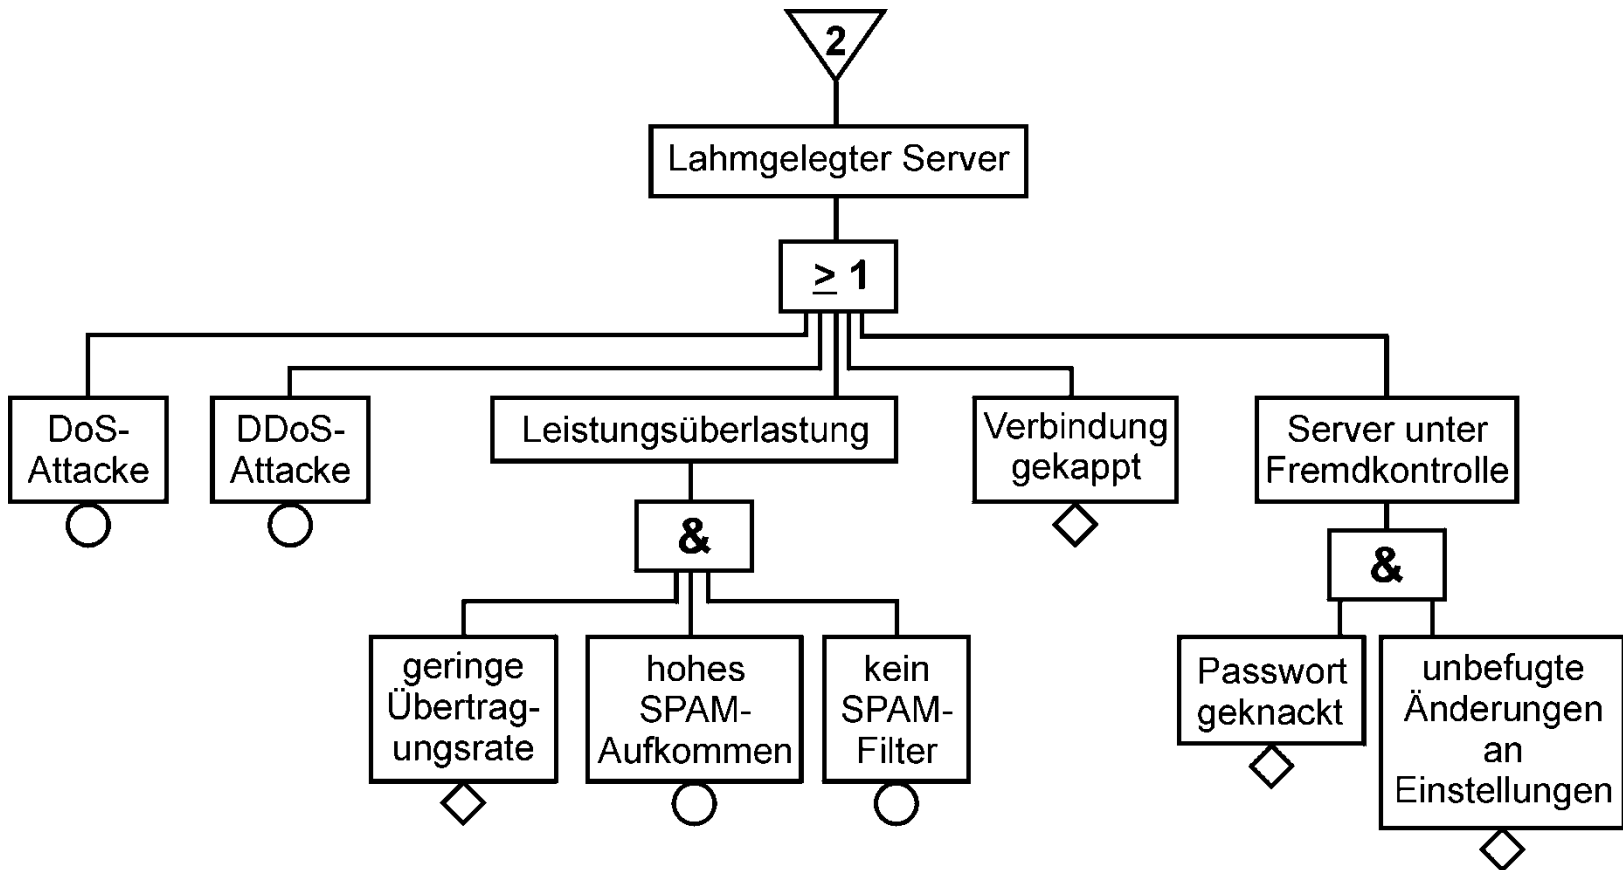 2
Lahmgelegter Server
≥ 1
DoS-
Attacke
DDoS-
Attacke
Leistungsüberlastung
Verbindung
gekappt
Server unter
Fremdkontrolle
&
&
geringe
Übertrag-
ungsrate
hohes
SPAM-
Aufkommen
kein
SPAM-
Filter
Passwort
geknackt
unbefugte
Änderungen
an
Einstellungen